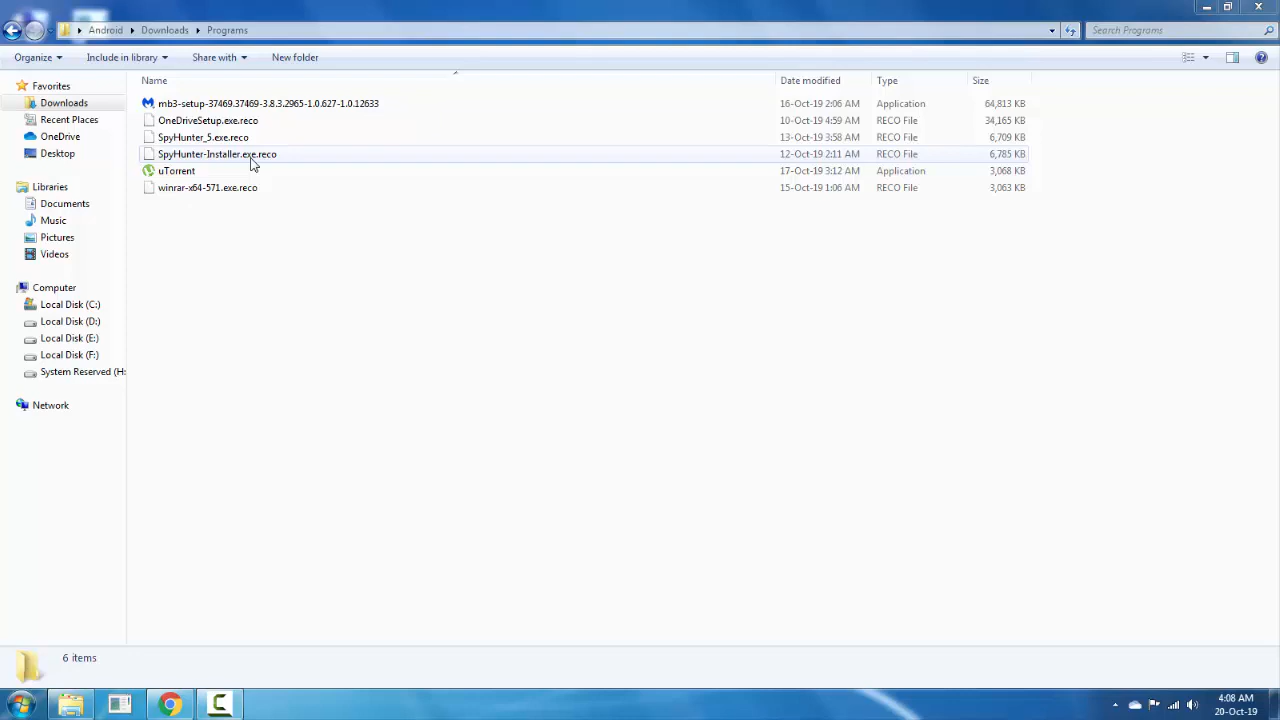 Android Downloads Programs Search Programs
Organize Include in library Share with New folder
Name Date modified Type Size
Favorites
Downloads
Recent Places
OneDrive
Desktop
Libraries
Documents
Music
Pictures
Videos
Computer
Local Disk (C:)
Local Disk (D:)
Local Disk (E:)
Local Disk (F:)
System Reserved (H:
Network
mb3-setup-37469.37469-3.8.3.2965-1.0.627-1.0.12633 16-Oct-19 2:06 AM Application 64,813 KB
OneDriveSetup.exe.reco 10-Oct-19 4:59 AM RECO File 34,165 KB
SpyHunter_5.exe.reco 13-Oct-19 3:58 AM RECO File 6,709 KB
SpyHunter-Installer.exe.reco 12-Oct-19 2:11 AM RECO File 6,785 KB
uTorrent 17-Oct-19 3:12 AM Application 3,068 KB
winrar-x64-571.exe.reco 15-Oct-19 1:06 AM RECO File 3,063 KB
6 items
4:08 AM
20-Oct-19